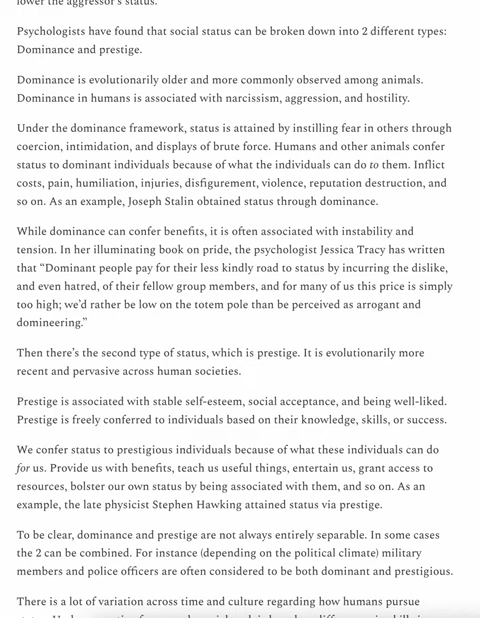 lower the aggressor's status.
Psychologists have found that social status can be broken down into 2 different types:
Dominance and prestige.
Dominance is evolutionarily older and more commonly observed among animals.
Dominance in humans is associated with narcissism, aggression, and hostility.
Under the dominance framework, status is attained by instilling fear in others through
coercion, intimidation, and displays of brute force. Humans and other animals confer
status to dominant individuals because of what the individuals can do to them. Inflict
costs, pain, humiliation, injuries, disfigurement, violence, reputation destruction, and
so on. As an example, Joseph Stalin obtained status through dominance.
While dominance can confer benefits, it is often associated with instability and
tension. In her illuminating book on pride, the psychologist Jessica Tracy has written
that “Dominant people pay for their less kindly road to status by incurring the dislike,
and even hatred, of their fellow group members, and for many of us this price is simply
too high; we’d rather be low on the totem pole than be perceived as arrogant and
domineering.”
Then there’s the second type of status, which is prestige. It is evolutionarily more
recent and pervasive across human societies.
Prestige is associated with stable self-esteem, social acceptance, and being well-liked.
Prestige is freely conferred to individuals based on their knowledge, skills, or success.
We confer status to prestigious individuals because of what these individuals can do
for us. Provide us with benefits, teach us useful things, entertain us, grant access to
resources, bolster our own status by being associated with them, and so on. As an
example, the late physicist Stephen Hawking attained status via prestige.
To be clear, dominance and prestige are not always entirely separable. In some cases
the 2 can be combined. For instance (depending on the political climate) military
members and police officers are often considered to be both dominant and prestigious.
There is a lot of variation across time and culture regarding how humans pursue